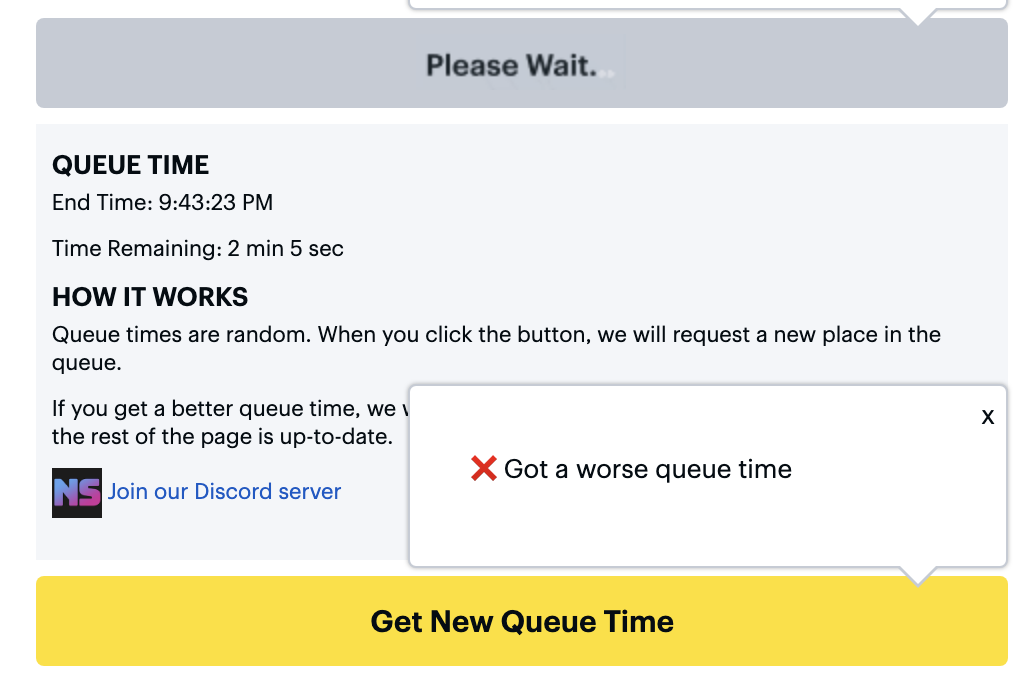 Please Wait...
QUEUE TIME
End Time: 9:43:23 PM
Time Remaining: 2 min 5 sec
HOW IT WORKS
Queue times are random. When you click the button, we will request a new place in the
queue.
If you get a better queue time, we
the rest of the page is up-to-date.
X
❌ Got a worse queue time
NS Join our Discord server
Get New Queue Time